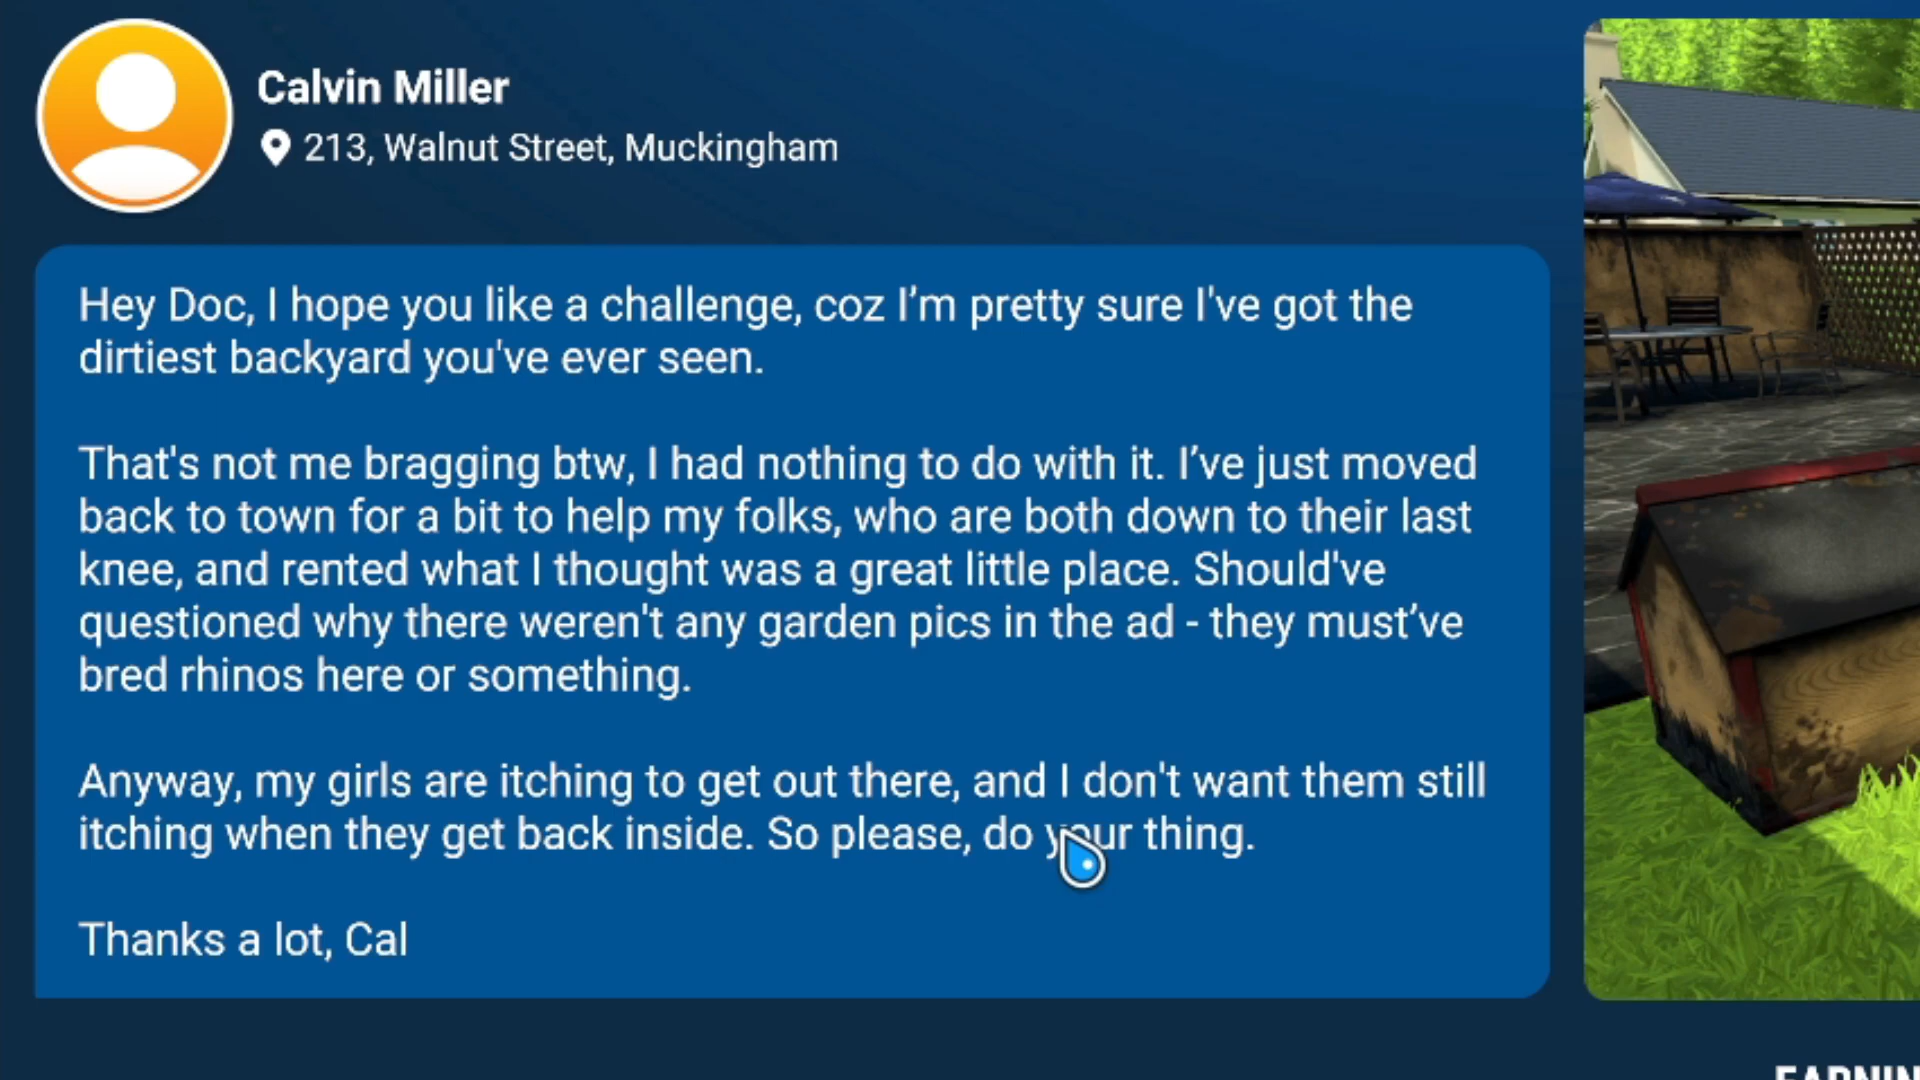 Calvin Miller
213, Walnut Street, Muckingham
Hey Doc, I hope you like a challenge, coz I’m pretty sure I've got the
dirtiest backyard you've ever seen.
That's not me bragging btw, I had nothing to do with it. I’ve just moved
back to town for a bit to help my folks, who are both down to their last
knee, and rented what I thought was a great little place. Should've
questioned why there weren't any garden pics in the ad - they must’ve
bred rhinos here or something.
Anyway, my girls are itching to get out there, and I don't want them still
itching when they get back inside. So please, do your thing.
Thanks a lot, Cal